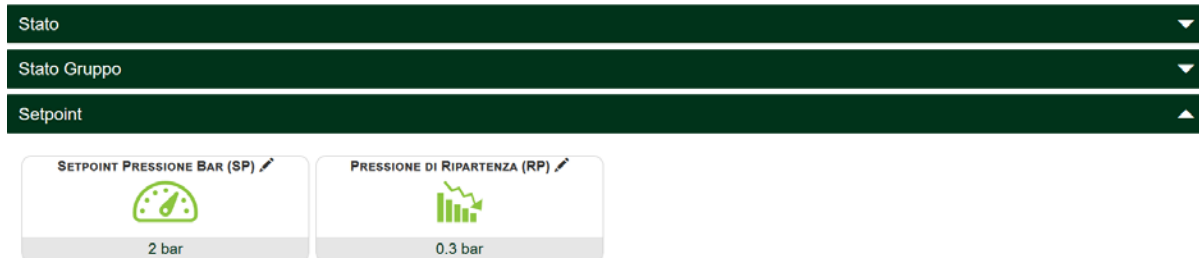 Stato
Stato Gruppo
Setpoint
SETPOINT PRESSIONE BAR (SP)
PRESSIONE DI RIPARTENZA (RP)
2 bar
0.3 bar